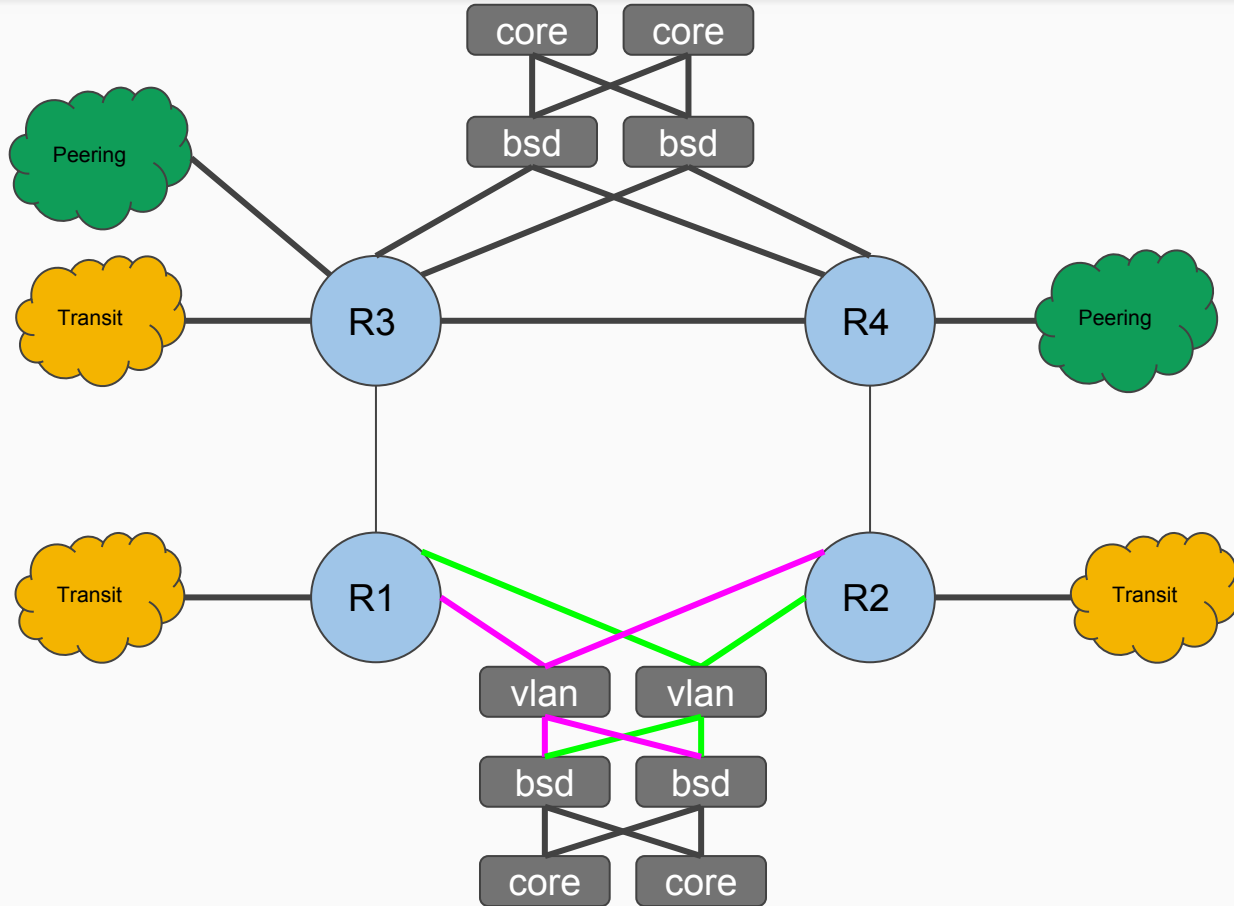 core
core
bsd
bsd
Peering
Transit
R3
R4
Peering
Transit
R1
R2
Transit
vlan
vlan
bsd
bsd
core
core